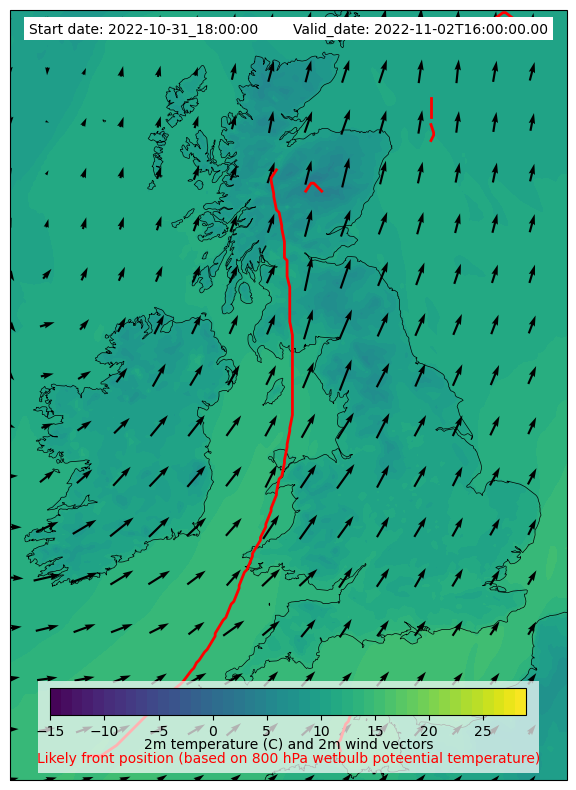 Start date: 2022-10-31_18:00:00 Valid_date: 2022-11-02T16:00:00.00
−15 −10 −5 0 5 10 15 20 25
2m temperature (C) and 2m wind vectors
Likely front position (based on 800 hPa wetbulb poteential temperature)